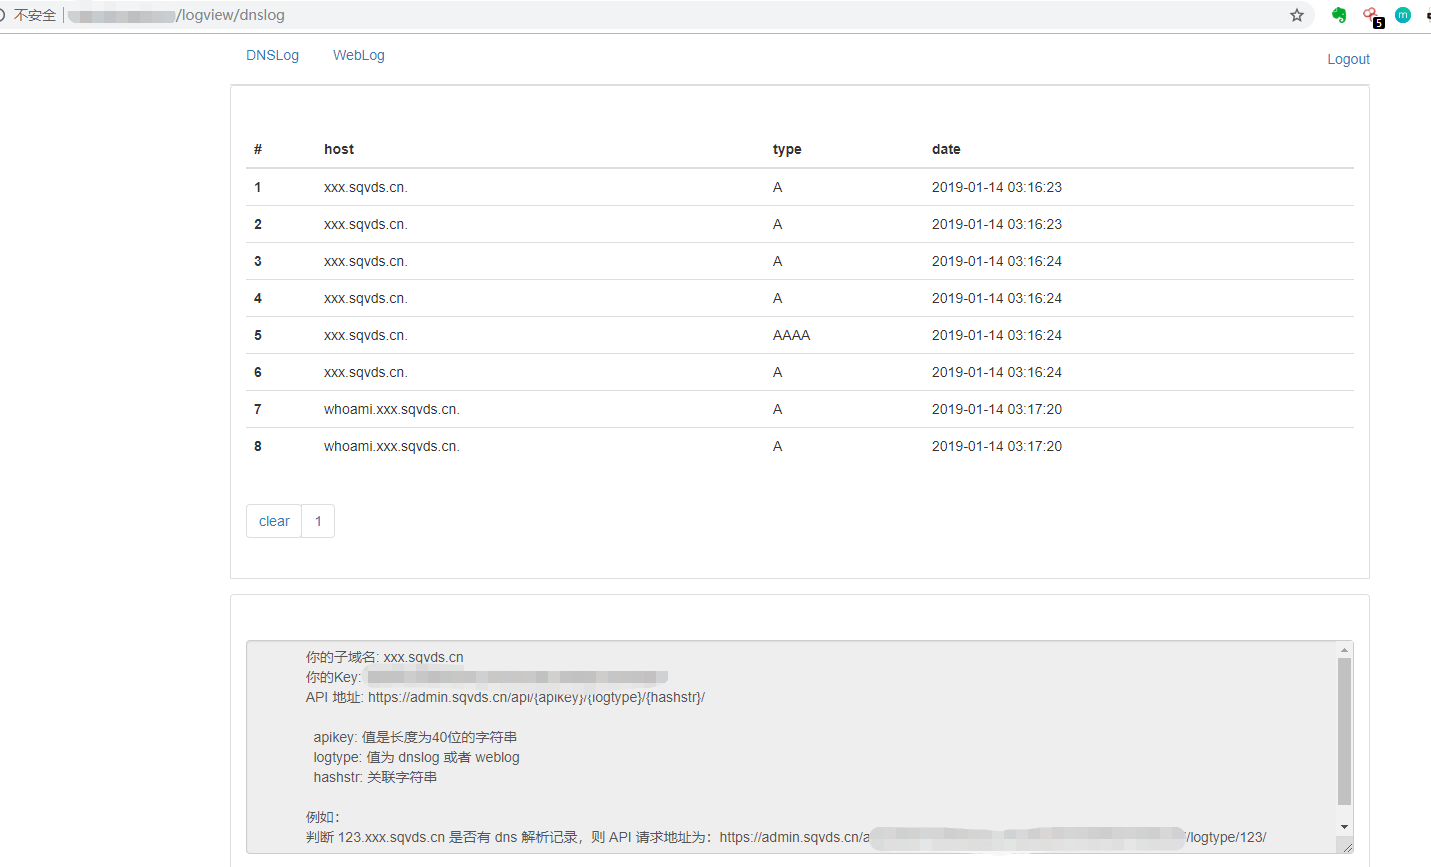 不安全 /logview/dnslog
5 m
DNSLog WebLog Logout
# host type date
1 xxx.sqvds.cn. A 2019-01-14 03:16:23
2 xxx.sqvds.cn. A 2019-01-14 03:16:23
3 xxx.sqvds.cn. A 2019-01-14 03:16:24
4 xxx.sqvds.cn. A 2019-01-14 03:16:24
5 xxx.sqvds.cn. AAAA 2019-01-14 03:16:24
6 xxx.sqvds.cn. A 2019-01-14 03:16:24
7 whoami.xxx.sqvds.cn. A 2019-01-14 03:17:20
8 whoami.xxx.sqvds.cn. A 2019-01-14 03:17:20
clear 1
你的子域名: xxx.sqvds.cn
你的Key:
API 地址: https://admin.sqvds.cn/api/{apikey}/{logtype}/{hashstr}/
apikey: 值是长度为40位的字符串
logtype: 值为 dnslog 或者 weblog
hashstr: 关联字符串
例如：
判断 123.xxx.sqvds.cn 是否有 dns 解析记录，则 API 请求地址为：https://admin.sqvds.cn/a /logtype/123/